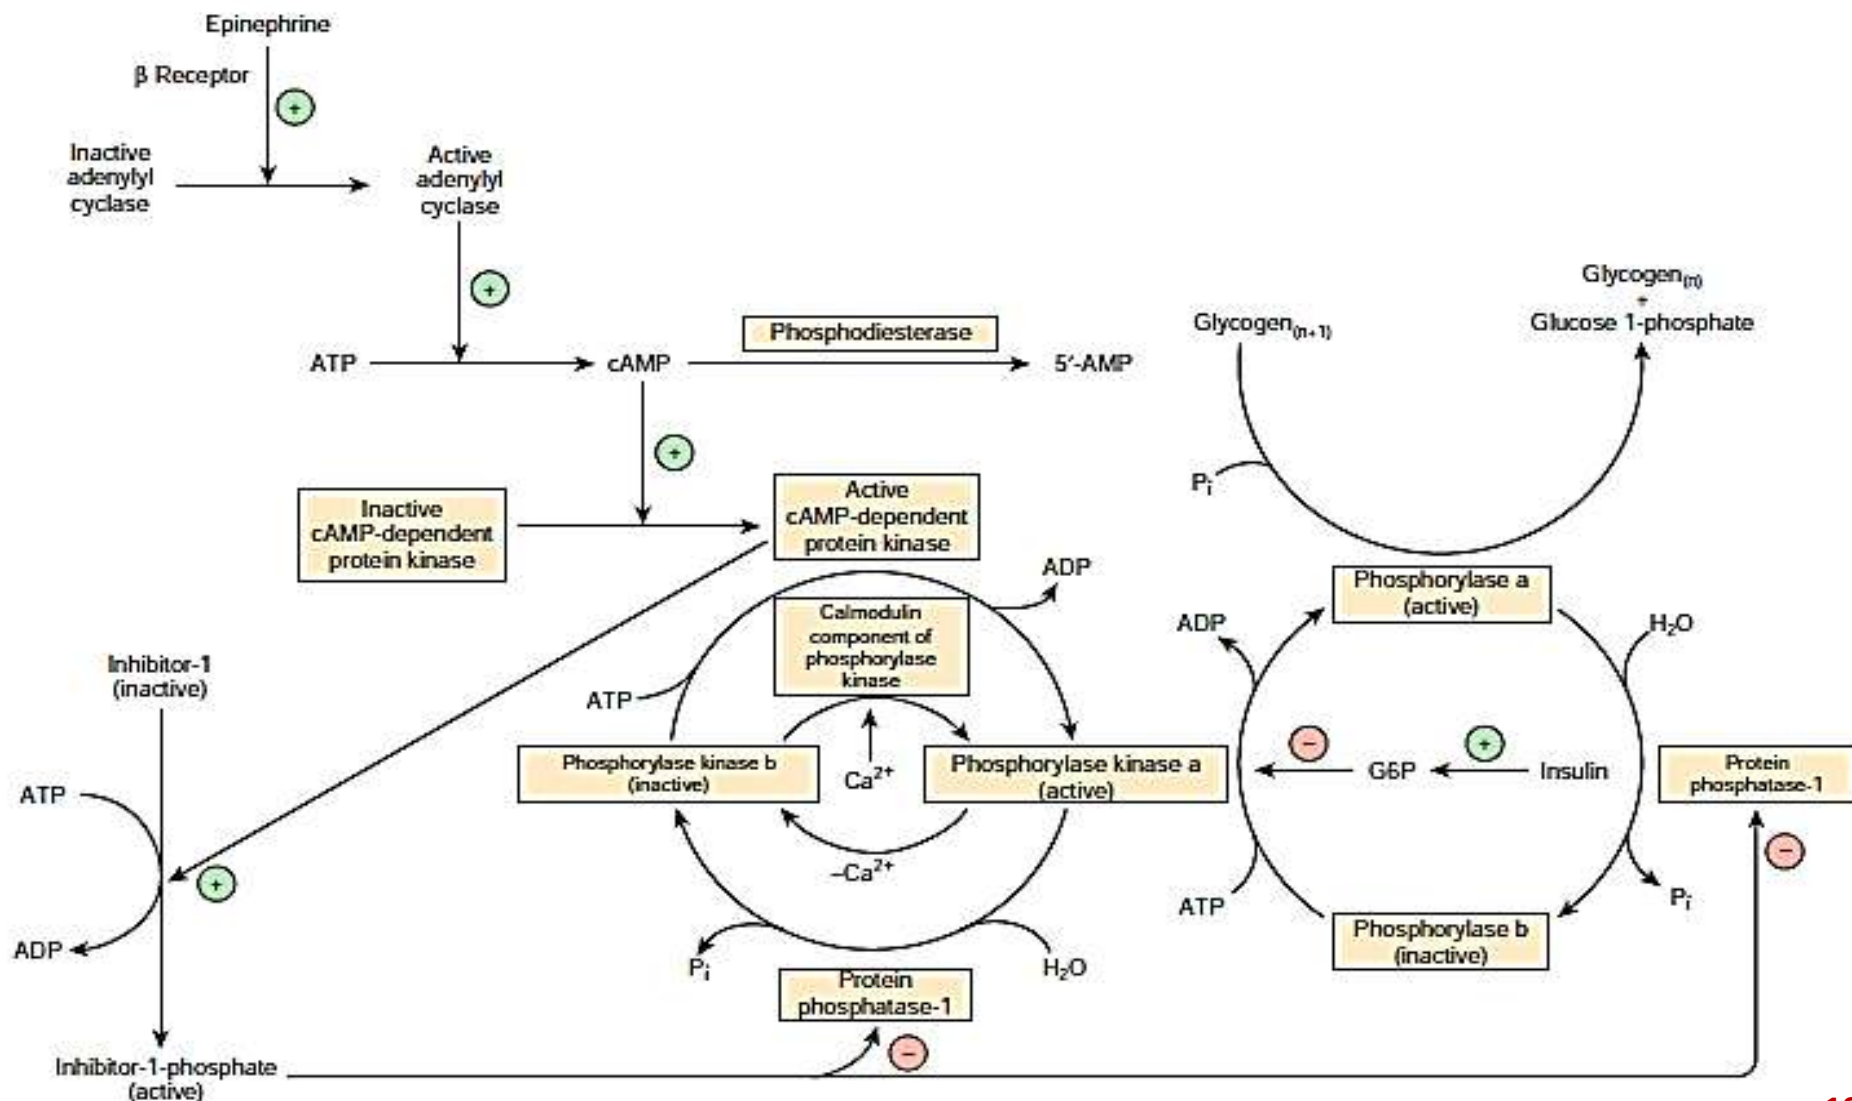 Epinephrine
β Receptor
+
Inactive
adenylyl
cyclase
Active
adenylyl
cyclase
+
Glycogen(n)
+
Glucose 1-phosphate
Glycogen(n+1)
Phosphodiesterase
ATP
cAMP
5′-AMP
+
Pi
Inactive
cAMP-dependent
protein kinase
Active
cAMP-dependent
protein kinase
ADP
Phosphorylase a
(active)
Calmodulin
component of
phosphorylase
kinase
ADP
H2O
Inhibitor-1
(inactive)
ATP
Phosphorylase kinase b
(inactive)
Ca2+
Phosphorylase kinase a
(active)
−
G6P
+
Insulin
Protein
phosphatase-1
ATP
+
–Ca2+
−
ATP
Pi
Phosphorylase b
(inactive)
ADP
Pi
H2O
Protein
phosphatase-1
−
Inhibitor-1-phosphate
(active)